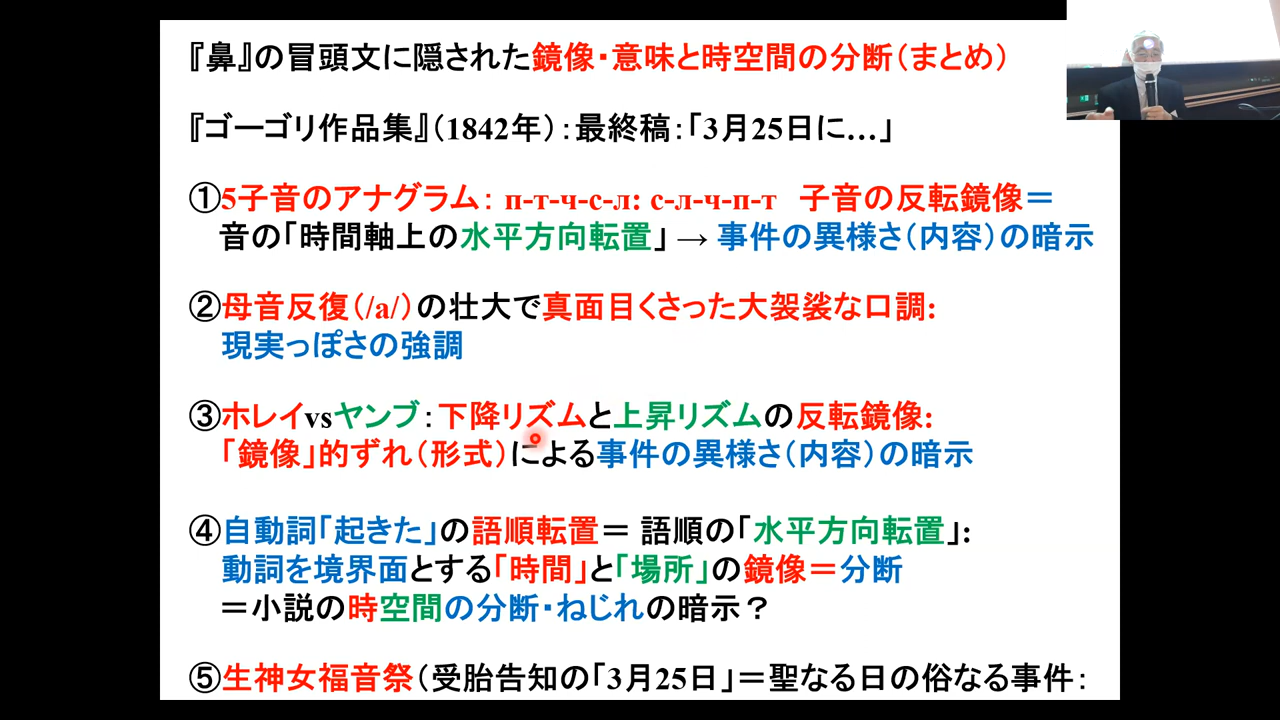 『鼻』の冒頭文に隠された鏡像・意味と時空間の分断（まとめ）
『ゴーゴリ作品集』（1842年）：最終稿：「3月25日に…」
①5子音のアナグラム： п-т-ч-с-л: с-л-ч-п-т 子音の反転鏡像＝
音の「時間軸上の水平方向転置」 → 事件の異様さ（内容）の暗示
②母音反復（/a/）の壮大で真面目くさった大袈裟な口調:
現実っぽさの強調
③ホレイvsヤンブ：下降リズムと上昇リズムの反転鏡像:
「鏡像」的ずれ（形式）による事件の異様さ（内容）の暗示
④自動詞「起きた」の語順転置＝ 語順の「水平方向転置」:
動詞を境界面とする「時間」と「場所」の鏡像＝分断
＝小説の時空間の分断・ねじれの暗示？
⑤生神女福音祭（受胎告知の「3月25日」＝聖なる日の俗なる事件：